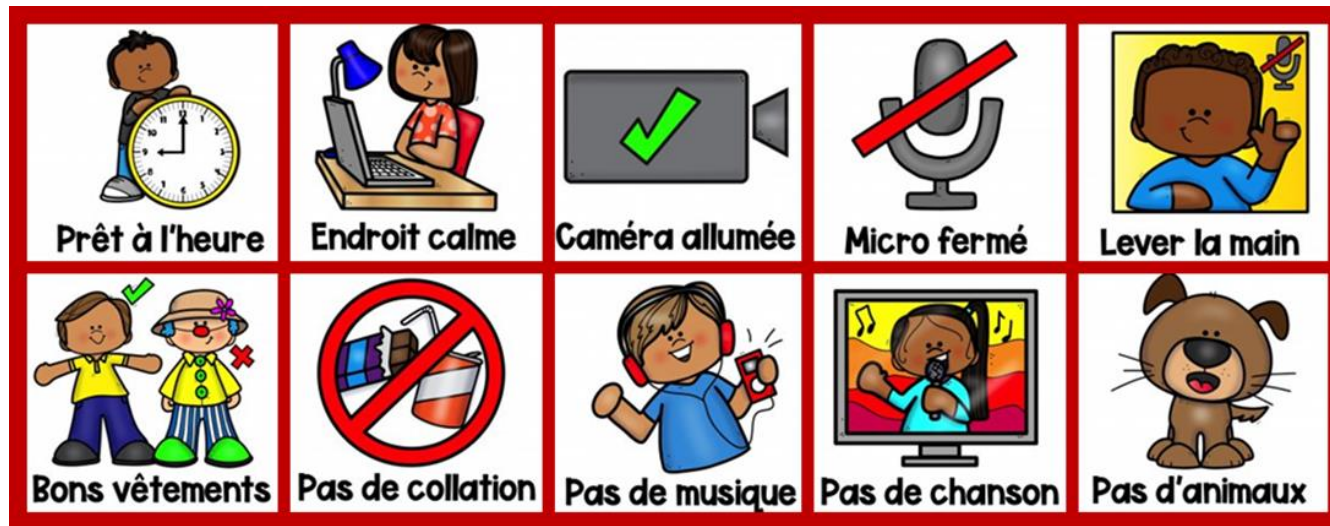 Prêt à l'heure
Endroit calme
Caméra allumée
Micro fermé
Lever la main
Bons vêtements
Pas de collation
Pas de musique
Pas de chanson
Pas d'animaux